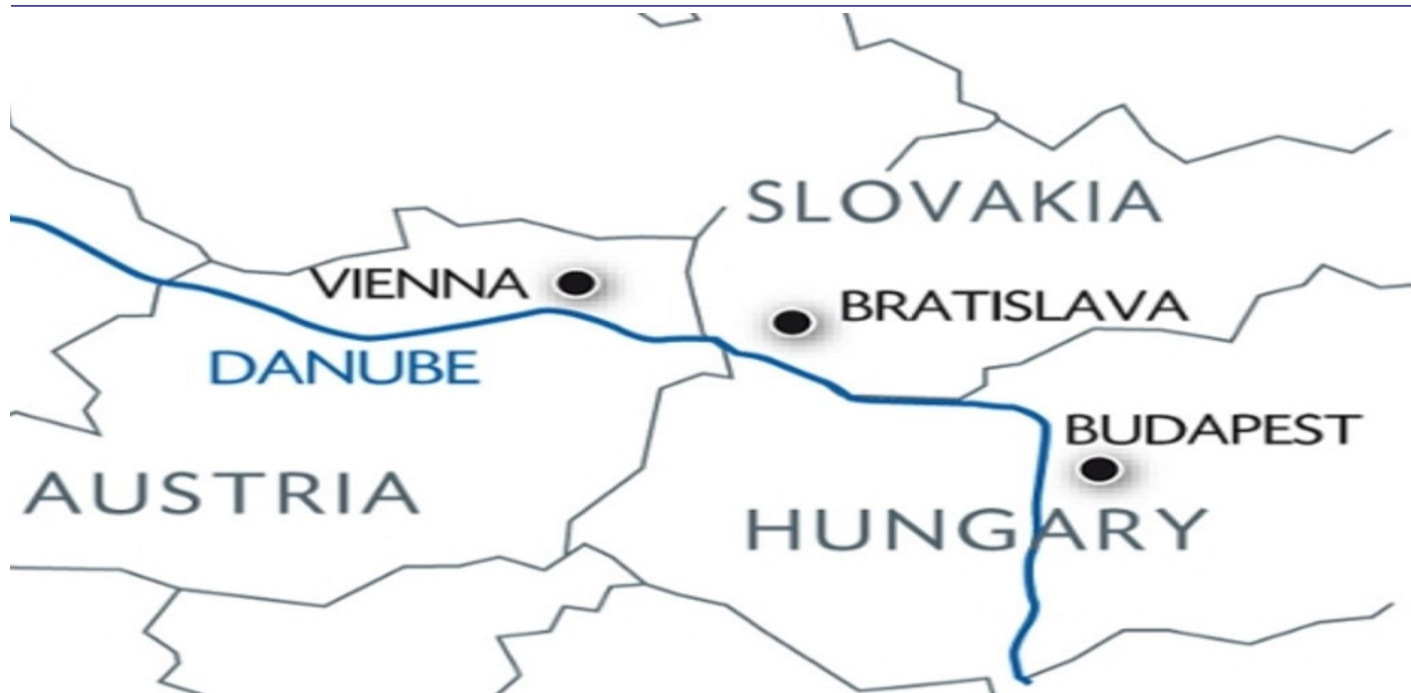 SLOVAKIA
VIENNA
BRATISLAVA
DANUBE
BUDAPEST
AUSTRIA
HUNGARY